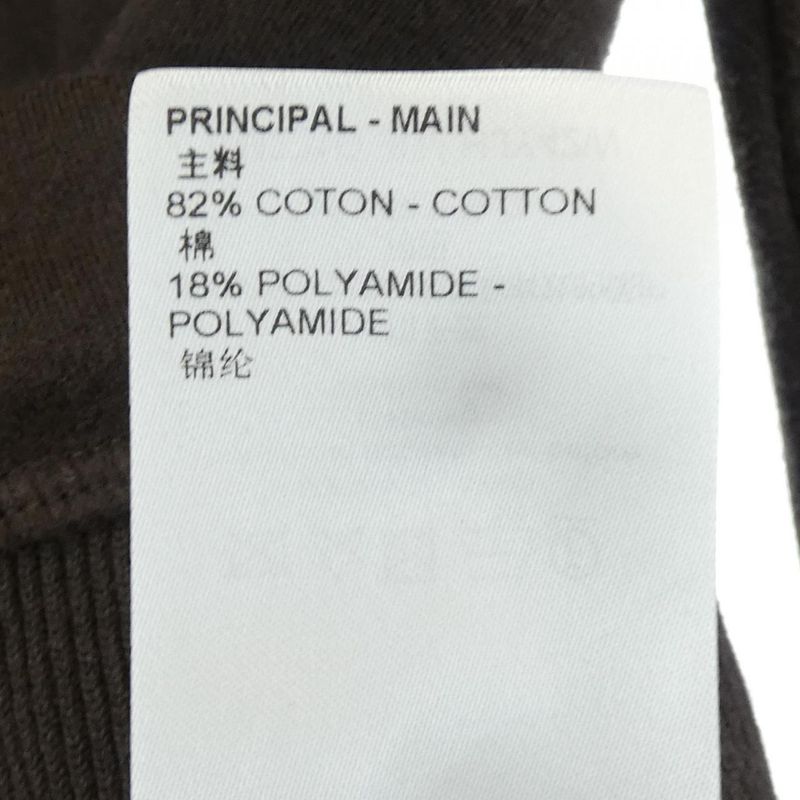 PRINCIPAL - MAIN
主料
82% COTON - COTTON
棉
18% POLYAMIDE -
POLYAMIDE
锦纶